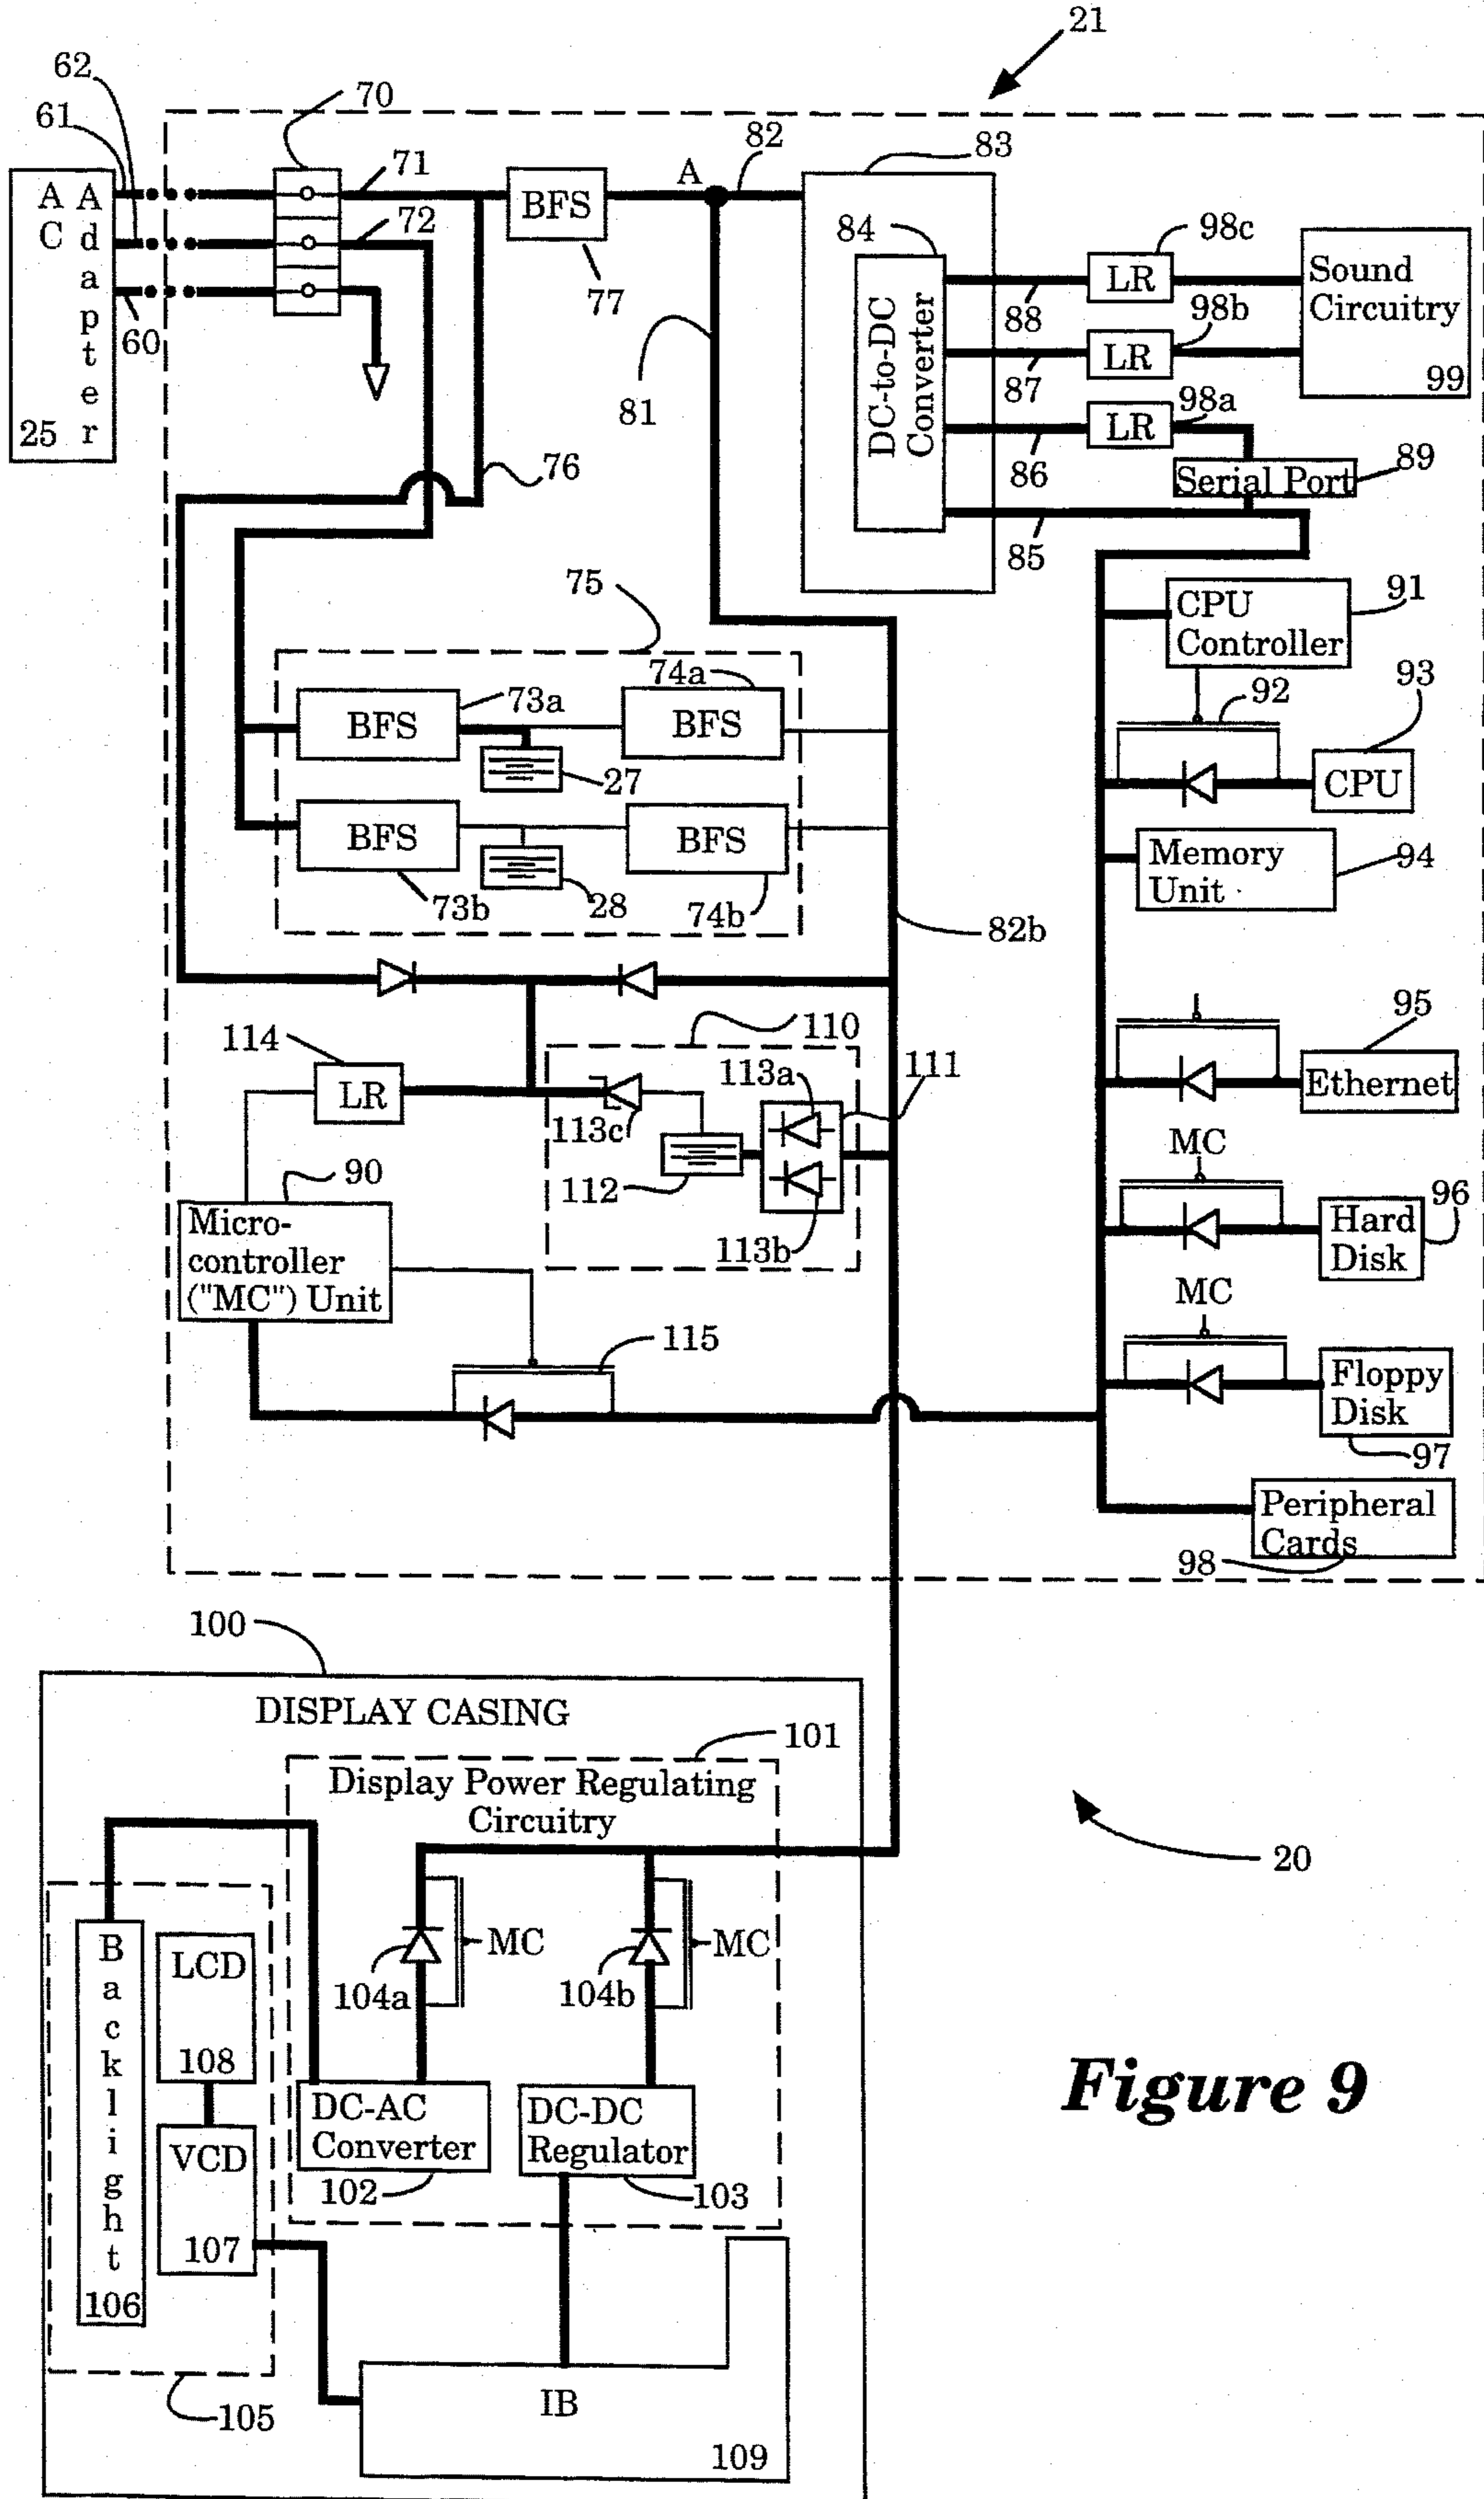 21
62
61
70
71
72
A
82
83
BFS
77
AC
Adapter
25
60
84
DC-to-DC
Converter
98c
LR
88
Sound
Circuitry
99
98b
LR
87
98a
LR
86
81
76
Serial Port
89
85
75
91
CPU
Controller
73a
BFS
74a
BFS
27
92
93
CPU
BFS
73b
28
BFS
74b
Memory
Unit
94
82b
114
LR
110
111
113a
113c
112
113b
95
Ethernet
90
Micro-
controller
("MC") Unit
MC
96
Hard
Disk
115
MC
Floppy
Disk
97
Peripheral
Cards
98
100
DISPLAY CASING
101
Display Power Regulating
Circuitry
20
Backlight
106
LCD
108
104a
MC
104b
MC
VCD
107
DC-AC
Converter
102
DC-DC
Regulator
103
Figure 9
105
IB
109